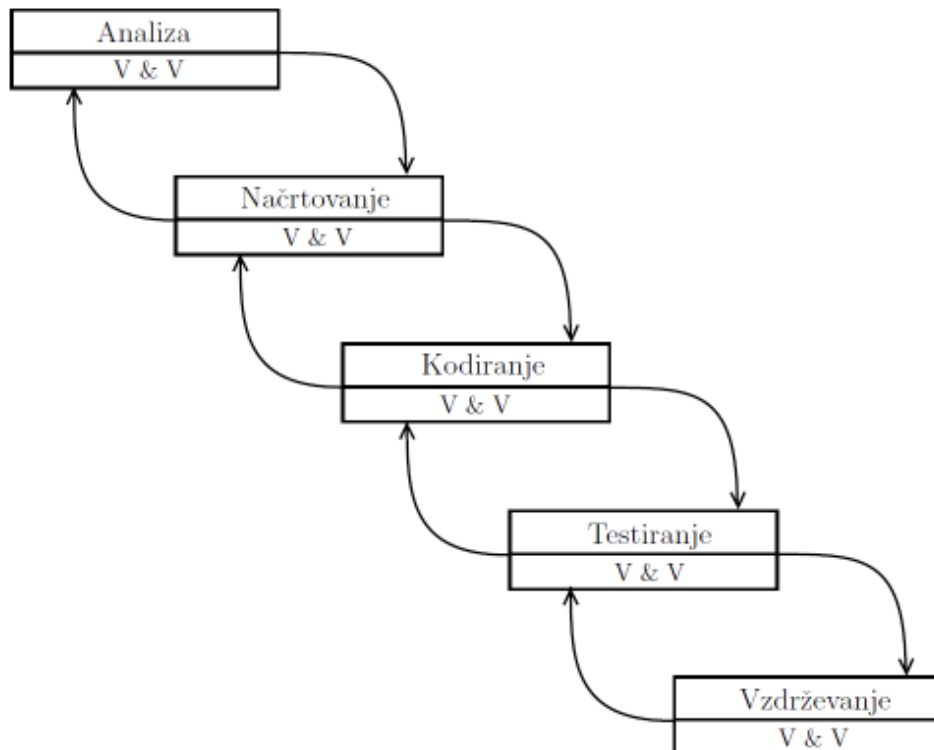 Analiza
V & V
Načrtovanje
V & V
Kodiranje
V & V
Testiranje
V & V
Vzdrževanje
V & V